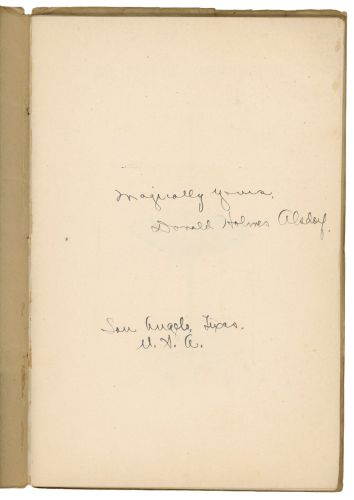 Magically yours,
Donald Holmes Alsdorf.
San Angelo, Texas.
U. S. A.